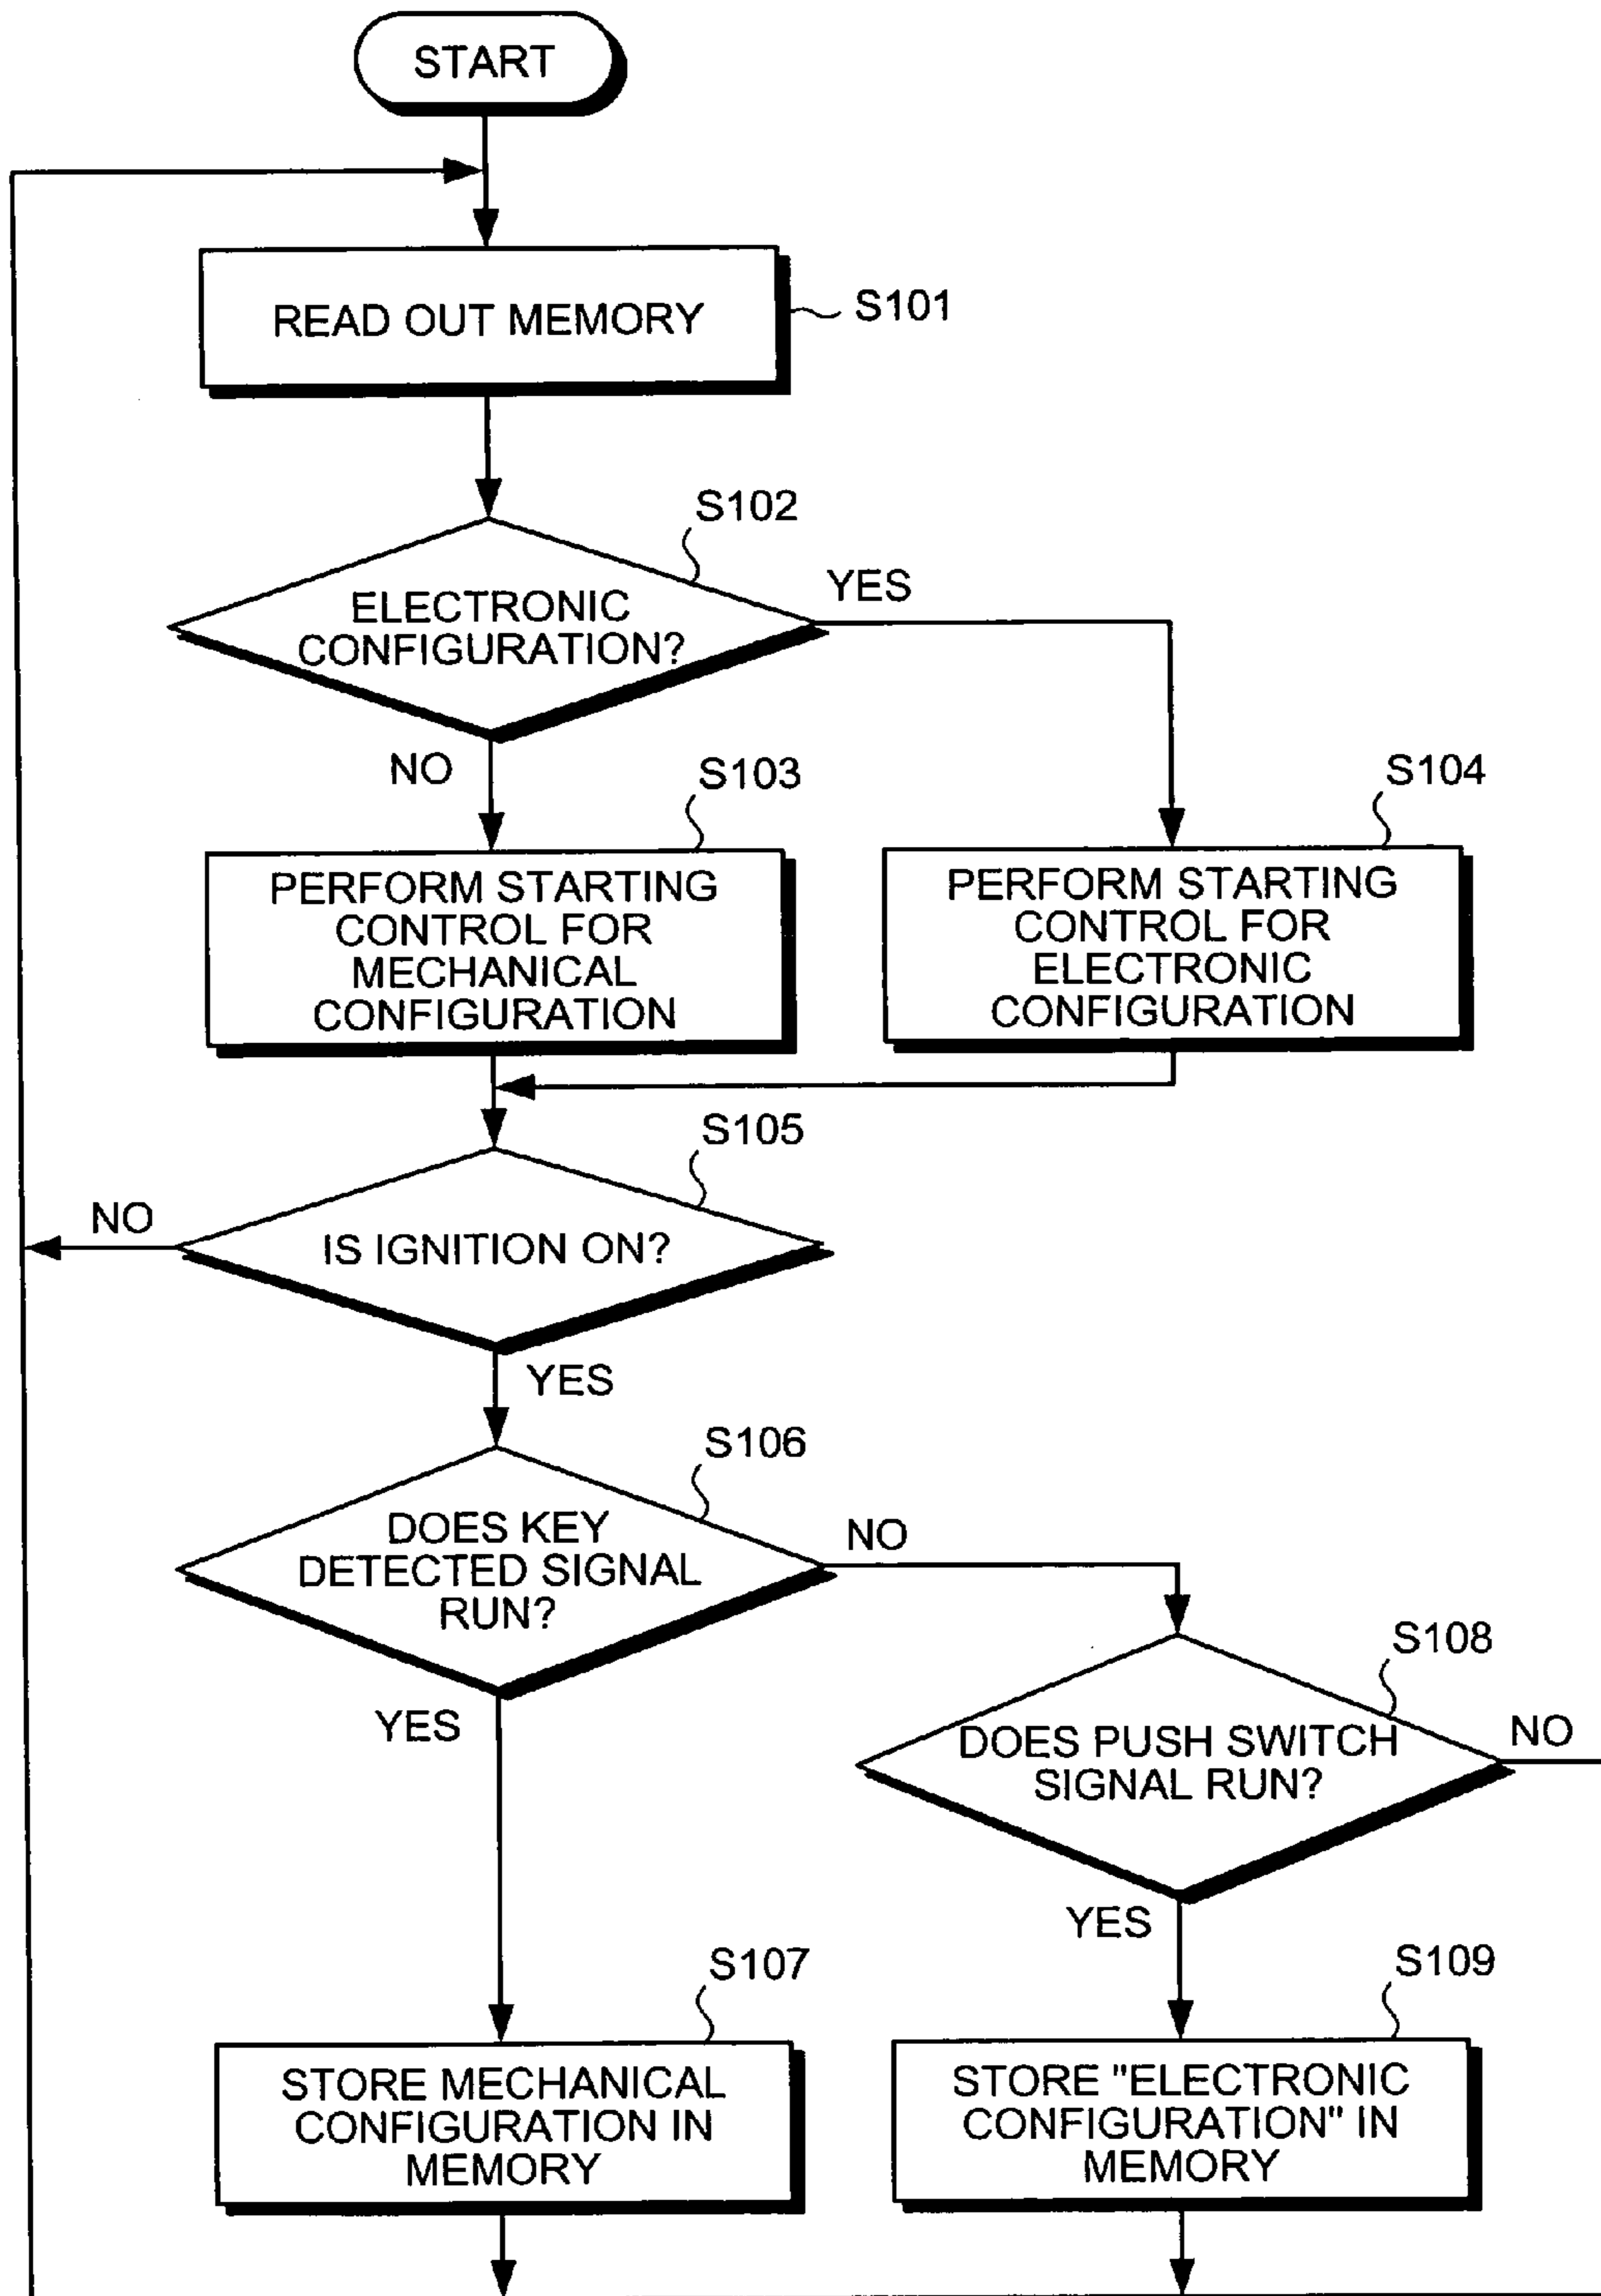 START
READ OUT MEMORY
S101
S102
ELECTRONIC
CONFIGURATION?
YES
NO
S103
PERFORM STARTING
CONTROL FOR
MECHANICAL
CONFIGURATION
S104
PERFORM STARTING
CONTROL FOR
ELECTRONIC
CONFIGURATION
S105
IS IGNITION ON?
NO
YES
S106
DOES KEY
DETECTED SIGNAL
RUN?
NO
YES
S108
DOES PUSH SWITCH
SIGNAL RUN?
NO
YES
S107
STORE MECHANICAL
CONFIGURATION IN
MEMORY
S109
STORE "ELECTRONIC
CONFIGURATION" IN
MEMORY